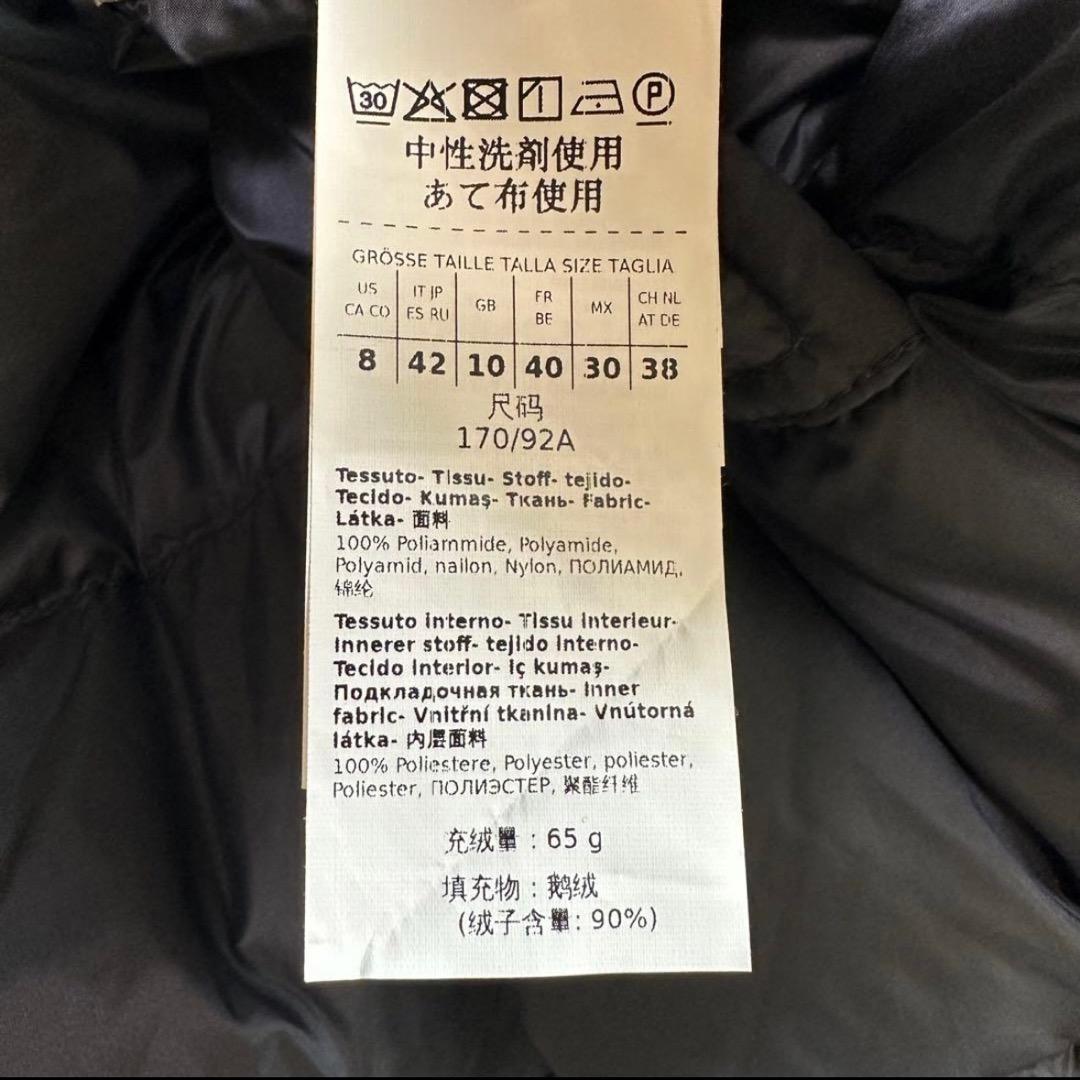 30 P
中性洗剤使用
あて布使用
GRÖSSE TAILLE TALLA SIZE TAGLIA
US CA CO IT JP ES RU GB FR BE MX CH NL AT DE
8 42 10 40 30 38
尺码
170/92A
Tessuto- Tissu- Stoff- tejido-
Tecido- Kumaş- Ткань- Fabric-
Látka- 面料
100% Poliammide, Polyamide,
Polyamid, nailon, Nylon, ПОЛИАМИД,
锦纶
Tessuto interno- Tissu interieur-
Innerer stoff- tejido interno-
Tecido interior- iç kumaş-
Подкладочная ткань- Inner
fabric- Vnitřní tkanina- Vnútorná
látka- 内层面料
100% Poliestere, Polyester, poliester,
Poliester, ПОЛИЭСТЕР, 聚酯纤维
充绒量：65 g
填充物：鹅绒
(绒子含量: 90%)